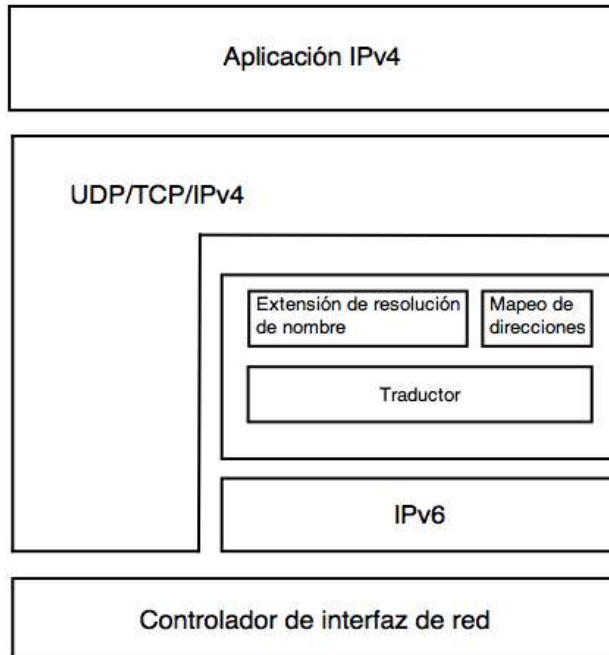 Aplicación IPv4
UDP/TCP/IPv4
Extensión de resolución
de nombre
Mapeo de
direcciones
Traductor
IPv6
Controlador de interfaz de red